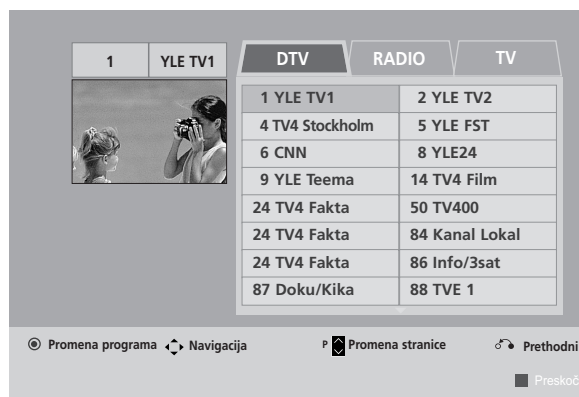 1 YLE TV1
DTV RADIO TV
1 YLE TV1 2 YLE TV2
4 TV4 Stockholm 5 YLE FST
6 CNN 8 YLE24
9 YLE Teema 14 TV4 Film
24 TV4 Fakta 50 TV400
24 TV4 Fakta 84 Kanal Lokal
24 TV4 Fakta 86 Info/3sat
87 Doku/Kika 88 TVE 1
Promena programa Navigacija P Promena stranice Prethodni
Preskoč